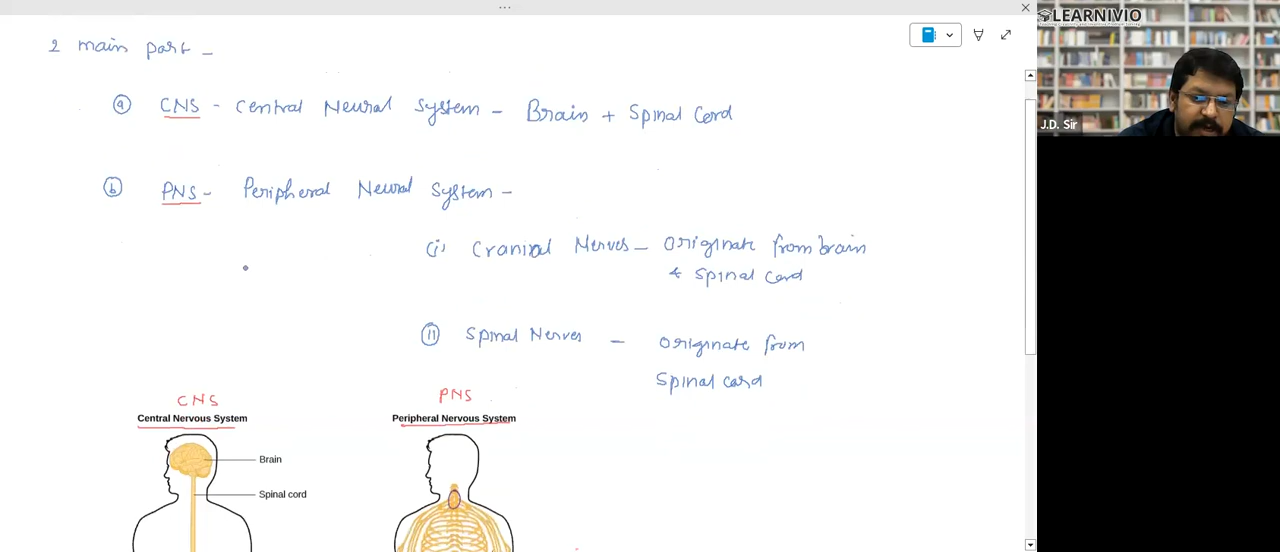 LEARNIVIO
J.D. Sir
2 main part -
(a) CNS - Central Neural System - Brain + Spinal Cord
(b) PNS - Peripheral Neural System -
(i) Cranial Nerves - Originate from brain
& Spinal Cord
(ii) Spinal Nerves - Originate from
Spinal cord
CNS
Central Nervous System
Brain
Spinal cord
PNS
Peripheral Nervous System